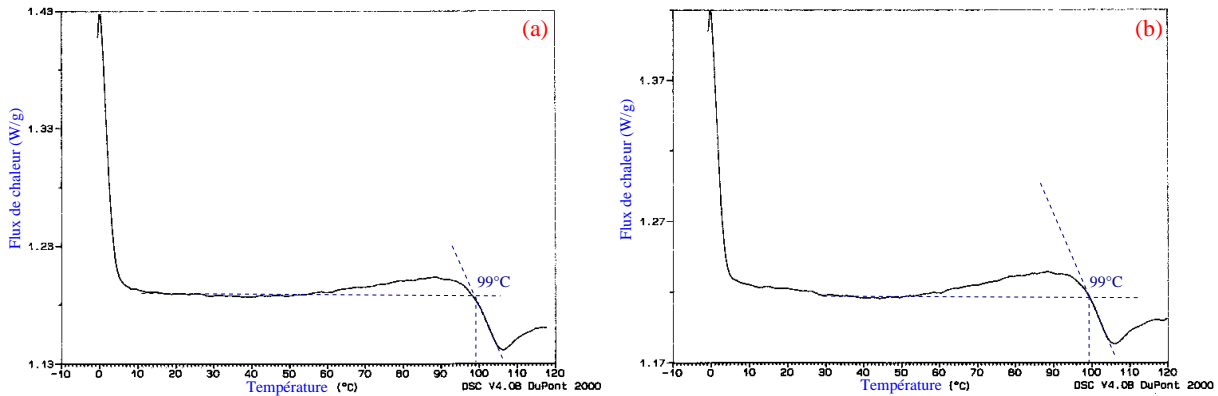 1.43
(a)
Flux de chaleur (W/g)
1.33
1.28
99°C
1.13
-10 0 10 20 30 40 50 60 70 80 90 100 110 120
Température (°C)
DSC V4.0B DuPont 2000
(b)
1.37
Flux de chaleur (W/g)
1.27
99°C
1.17
-10 0 10 20 30 40 50 60 70 80 90 100 110 120
Température (°C)
DSC V4.0B DuPont 2000